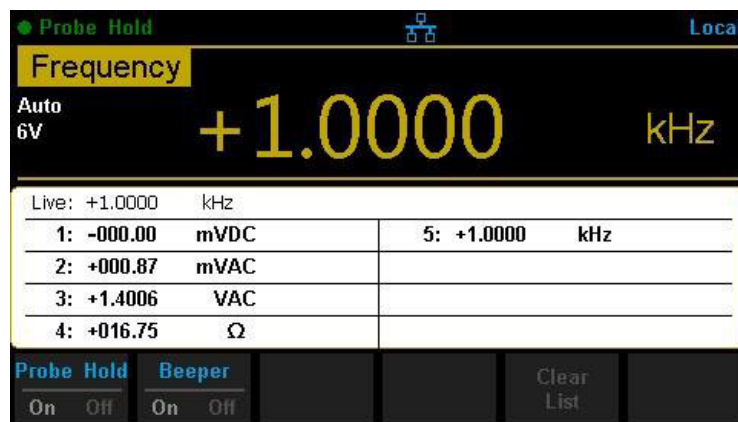 Probe Hold Loca
Frequency
Auto
6V
+1.0000 kHz
Live: +1.0000 kHz
1: -000.00 mVDC 5: +1.0000 kHz
2: +000.87 mVAC
3: +1.4006 VAC
4: +016.75 Ω
Probe Hold Beeper Clear
List
On Off On Off